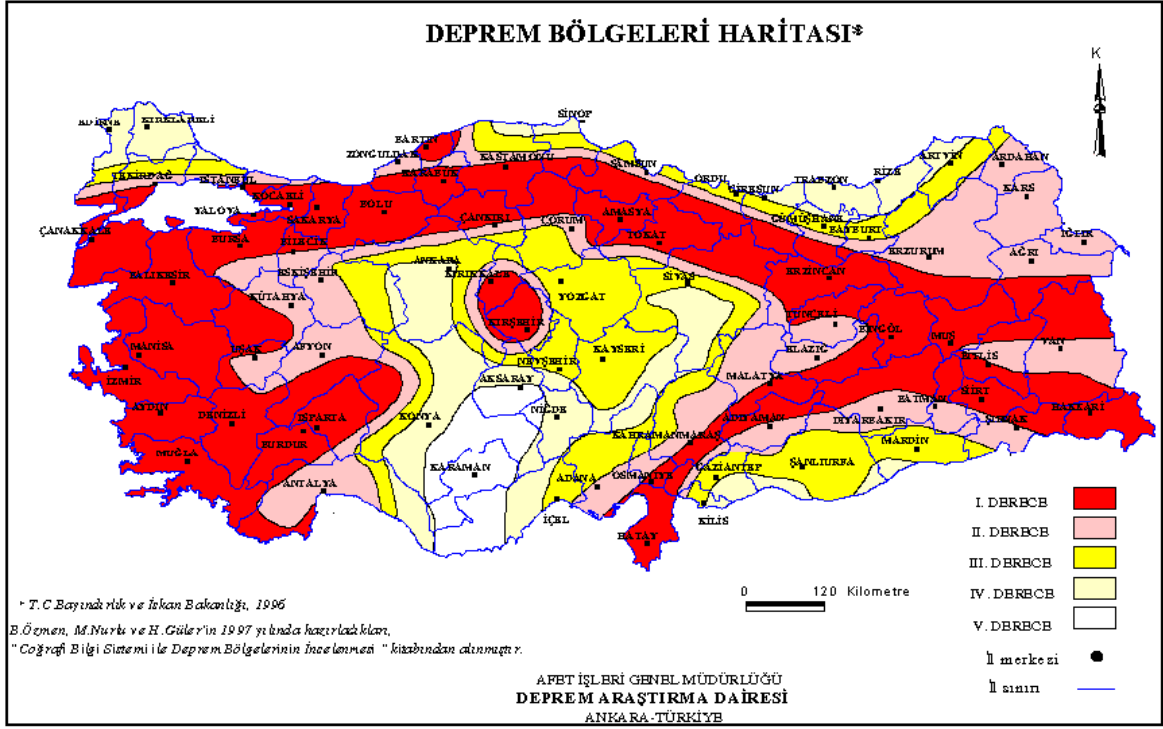 DEPREM BÖLGELERİ HARİTASI*
K
SİNOP
EDİRNE
KIRKLARELİ
BARTIN
ZONGULDAK
KASTAMONU
SAMSUN
ARTVİN
ARDAHAN
TEKİRDAĞ
İSTANBUL
KARABÜK
ORDU
GİRESUN
TRABZON
RİZE
KARS
KOCAELİ
YALOVA
SAKARYA
BOLU
ÇANKIRI
ÇORUM
AMASYA
TOKAT
GÜMÜŞHANE
BAYBURT
ÇANAKKALE
BURSA
BİLECİK
ERZURUM
IĞDIR
AĞRI
BALIKESİR
ESKİŞEHİR
ANKARA
KIRIKKALE
YOZGAT
SİVAS
ERZİNCAN
KÜTAHYA
KIRŞEHİR
TUNCELİ
BİNGÖL
MUŞ
MANİSA
UŞAK
AFYON
NEVŞEHİR
KAYSERİ
ELAZIĞ
BİTLİS
VAN
İZMİR
AKSARAY
MALATYA
SİİRT
AYDIN
DENİZLİ
ISPARTA
KONYA
NİĞDE
ADIYAMAN
DİYARBAKIR
BATMAN
ŞIRNAK
HAKKARİ
BURDUR
KAHRAMANMARAŞ
MARDİN
MUĞLA
KARAMAN
ADANA
OSMANİYE
GAZİANTEP
ŞANLIURFA
ANTALYA
İÇEL
KİLİS
HATAY
I. DERECE
II. DERECE
III. DERECE
IV. DERECE
V. DERECE
İl merkezi
İl sınırı
0 120 Kilometre
* T.C Bayındırlık ve İskan Bakanlığı, 1996
B.Özmen, M.Nurlu ve H.Güler'in 1997 yılında hazırladıkları,
"Coğrafi Bilgi Sistemi ile Deprem Bölgelerinin İncelenmesi " kitabından alınmıştır.
AFET İŞLERİ GENEL MÜDÜRLÜĞÜ
DEPREM ARAŞTIRMA DAİRESİ
ANKARA-TÜRKİYE